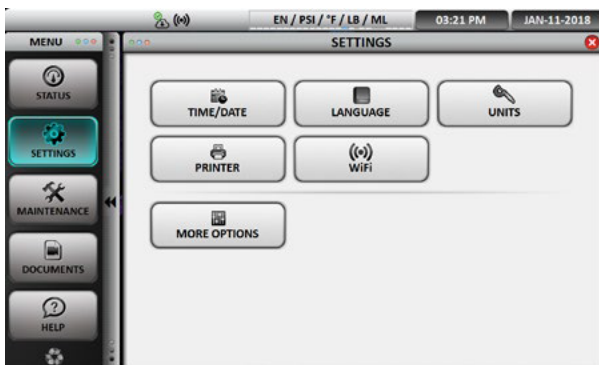 EN / PSI / °F / LB / ML
03:21 PM
JAN-11-2018
MENU
SETTINGS
STATUS
SETTINGS
MAINTENANCE
DOCUMENTS
HELP
TIME/DATE
LANGUAGE
UNITS
PRINTER
WiFi
MORE OPTIONS